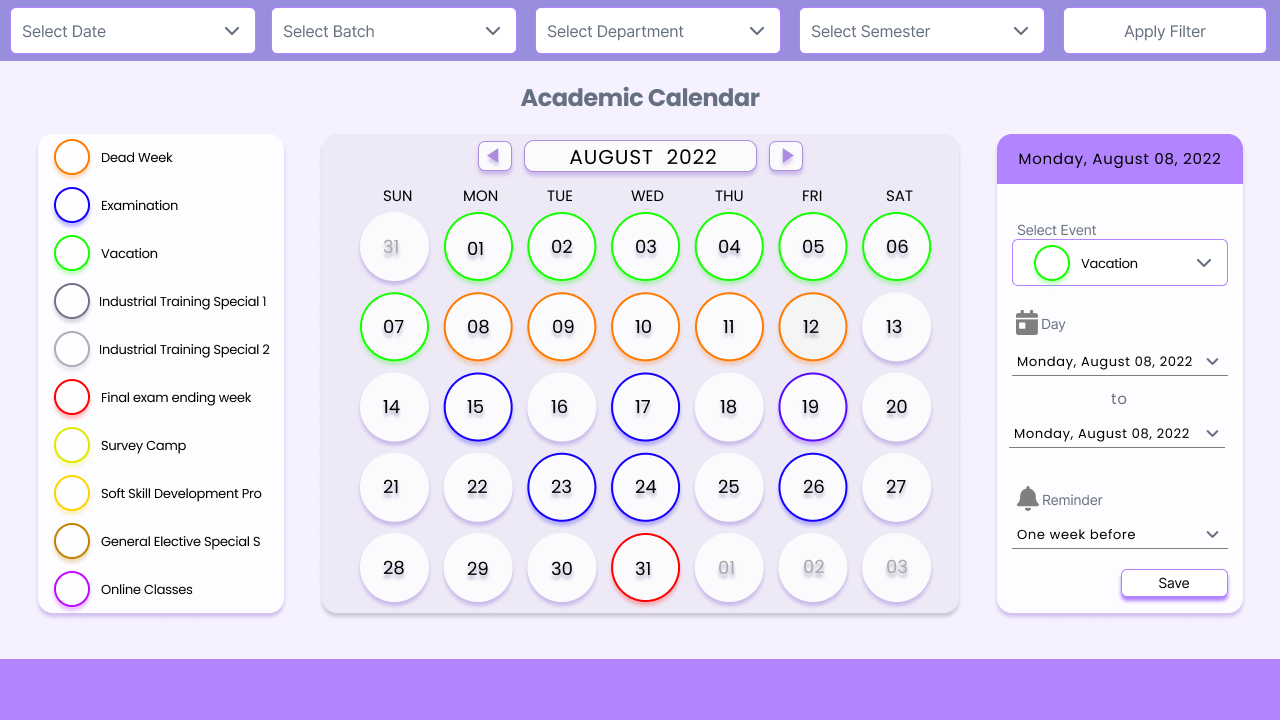 Select Date
Select Batch
Select Department
Select Semester
Apply Filter
Academic Calendar
Dead Week
Examination
Vacation
Industrial Training Special 1
Industrial Training Special 2
Final exam ending week
Survey Camp
Soft Skill Development Pro
General Elective Special S
Online Classes
AUGUST 2022
SUN MON TUE WED THU FRI SAT
31 01 02 03 04 05 06
07 08 09 10 11 12 13
14 15 16 17 18 19 20
21 22 23 24 25 26 27
28 29 30 31 01 02 03
Monday, August 08, 2022
Select Event
Vacation
Day
Monday, August 08, 2022
to
Monday, August 08, 2022
Reminder
One week before
Save